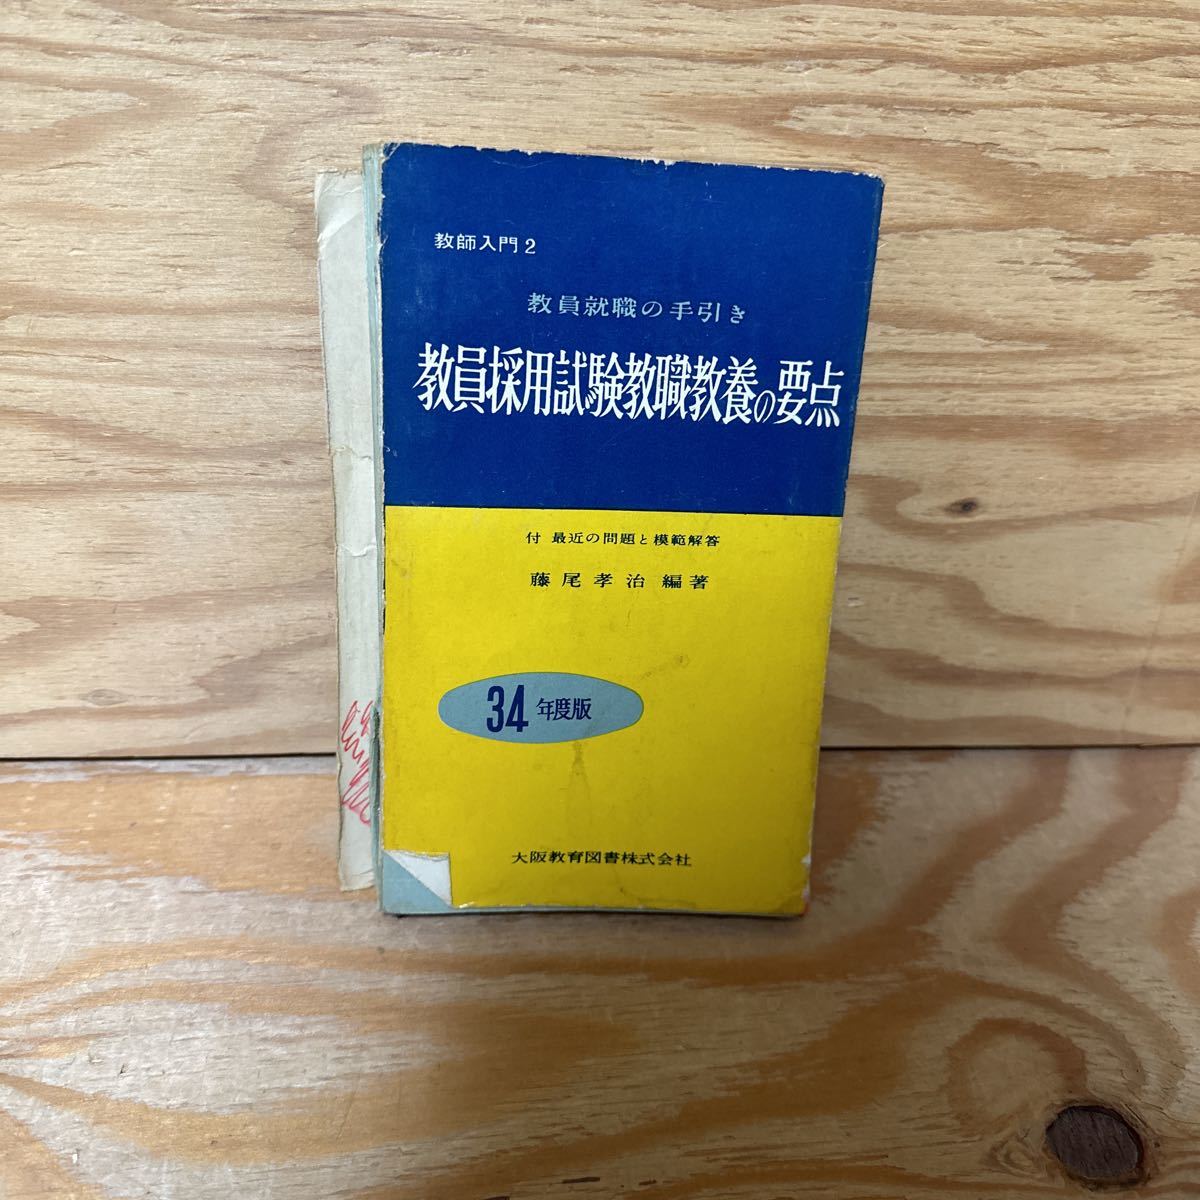 教師入門2
教員就職の手引き
教員採用試験教職教養の要点
付 最近の問題と模範解答
藤尾孝治 編著
34年度版
大阪教育図書株式会社